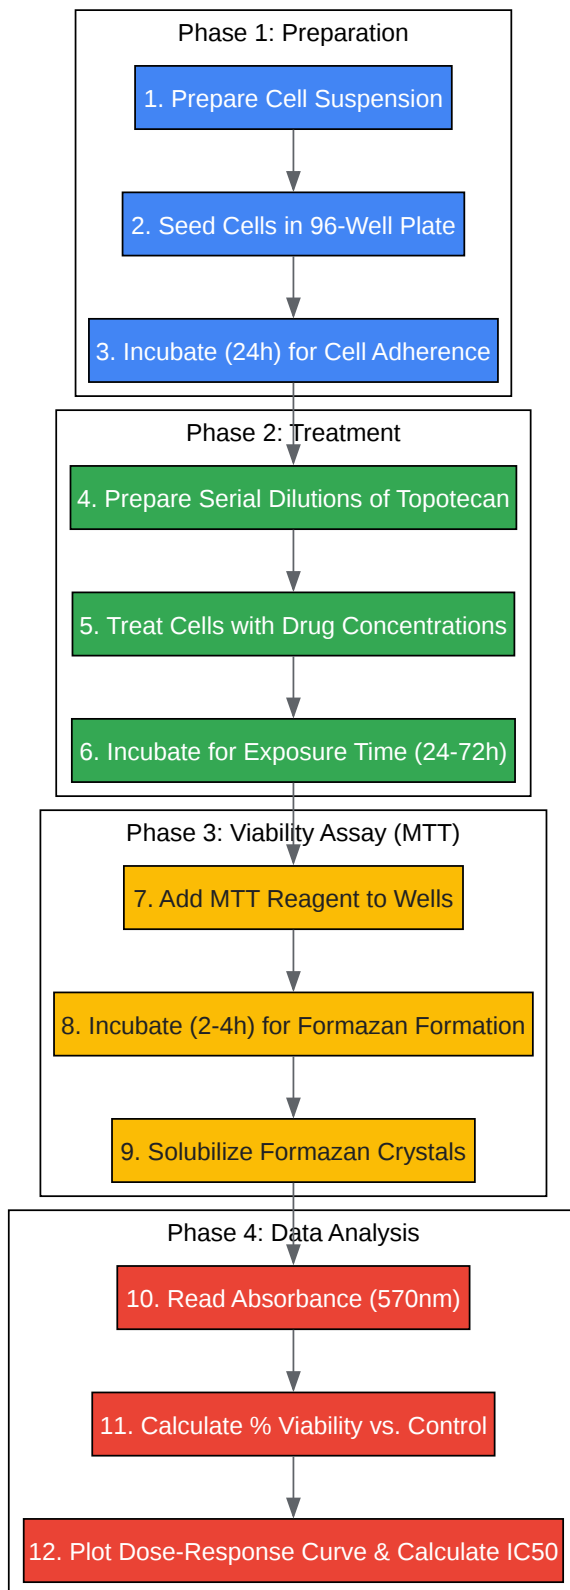 Phase 1: Preparation
1. Prepare Cell Suspension
2. Seed Cells in 96-Well Plate
3. Incubate (24h) for Cell Adherence
Phase 2: Treatment
4. Prepare Serial Dilutions of Topotecan
5. Treat Cells with Drug Concentrations
6. Incubate for Exposure Time (24-72h)
Phase 3: Viability Assay (MTT)
7. Add MTT Reagent to Wells
8. Incubate (2-4h) for Formazan Formation
9. Solubilize Formazan Crystals
Phase 4: Data Analysis
10. Read Absorbance (570nm)
11. Calculate % Viability vs. Control
12. Plot Dose-Response Curve & Calculate IC50